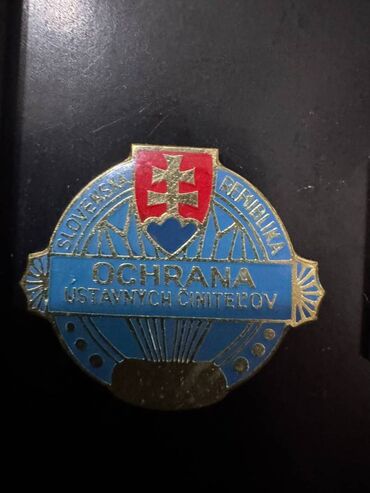 SLOVENSKÁ REPUBLIKA
OCHRANA
ÚSTAVNÝCH ČINITEĽOV